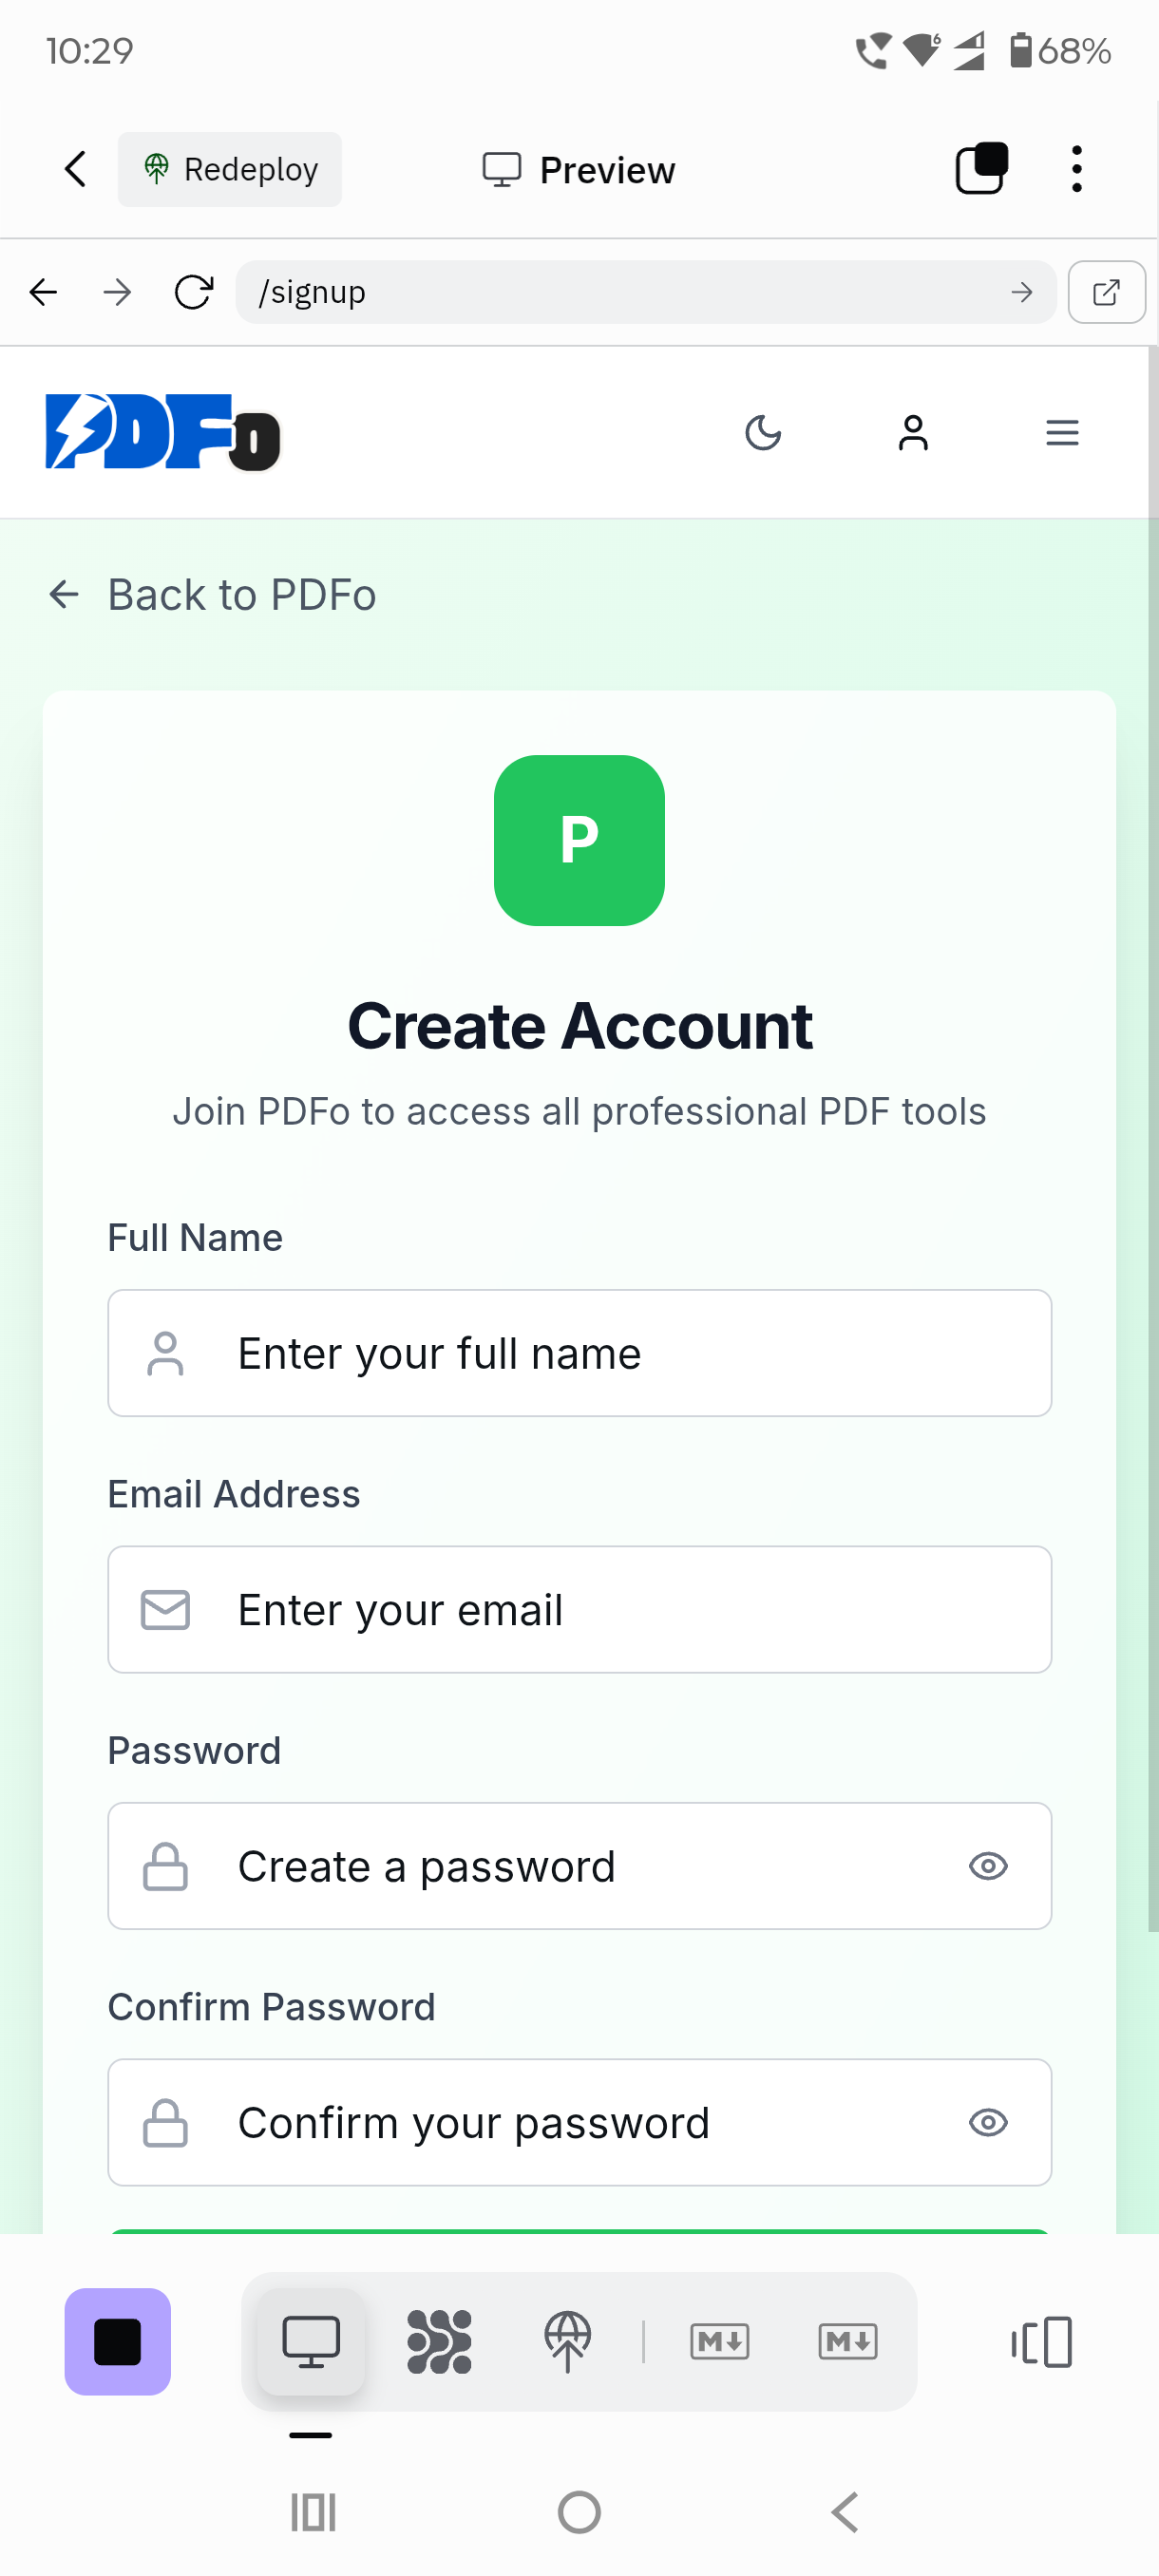 10:29
6
68%
Redeploy
Preview
/signup
PDFo
Back to PDFo
P
Create Account
Join PDFo to access all professional PDF tools
Full Name
Enter your full name
Email Address
Enter your email
Password
Create a password
Confirm Password
Confirm your password
M
M